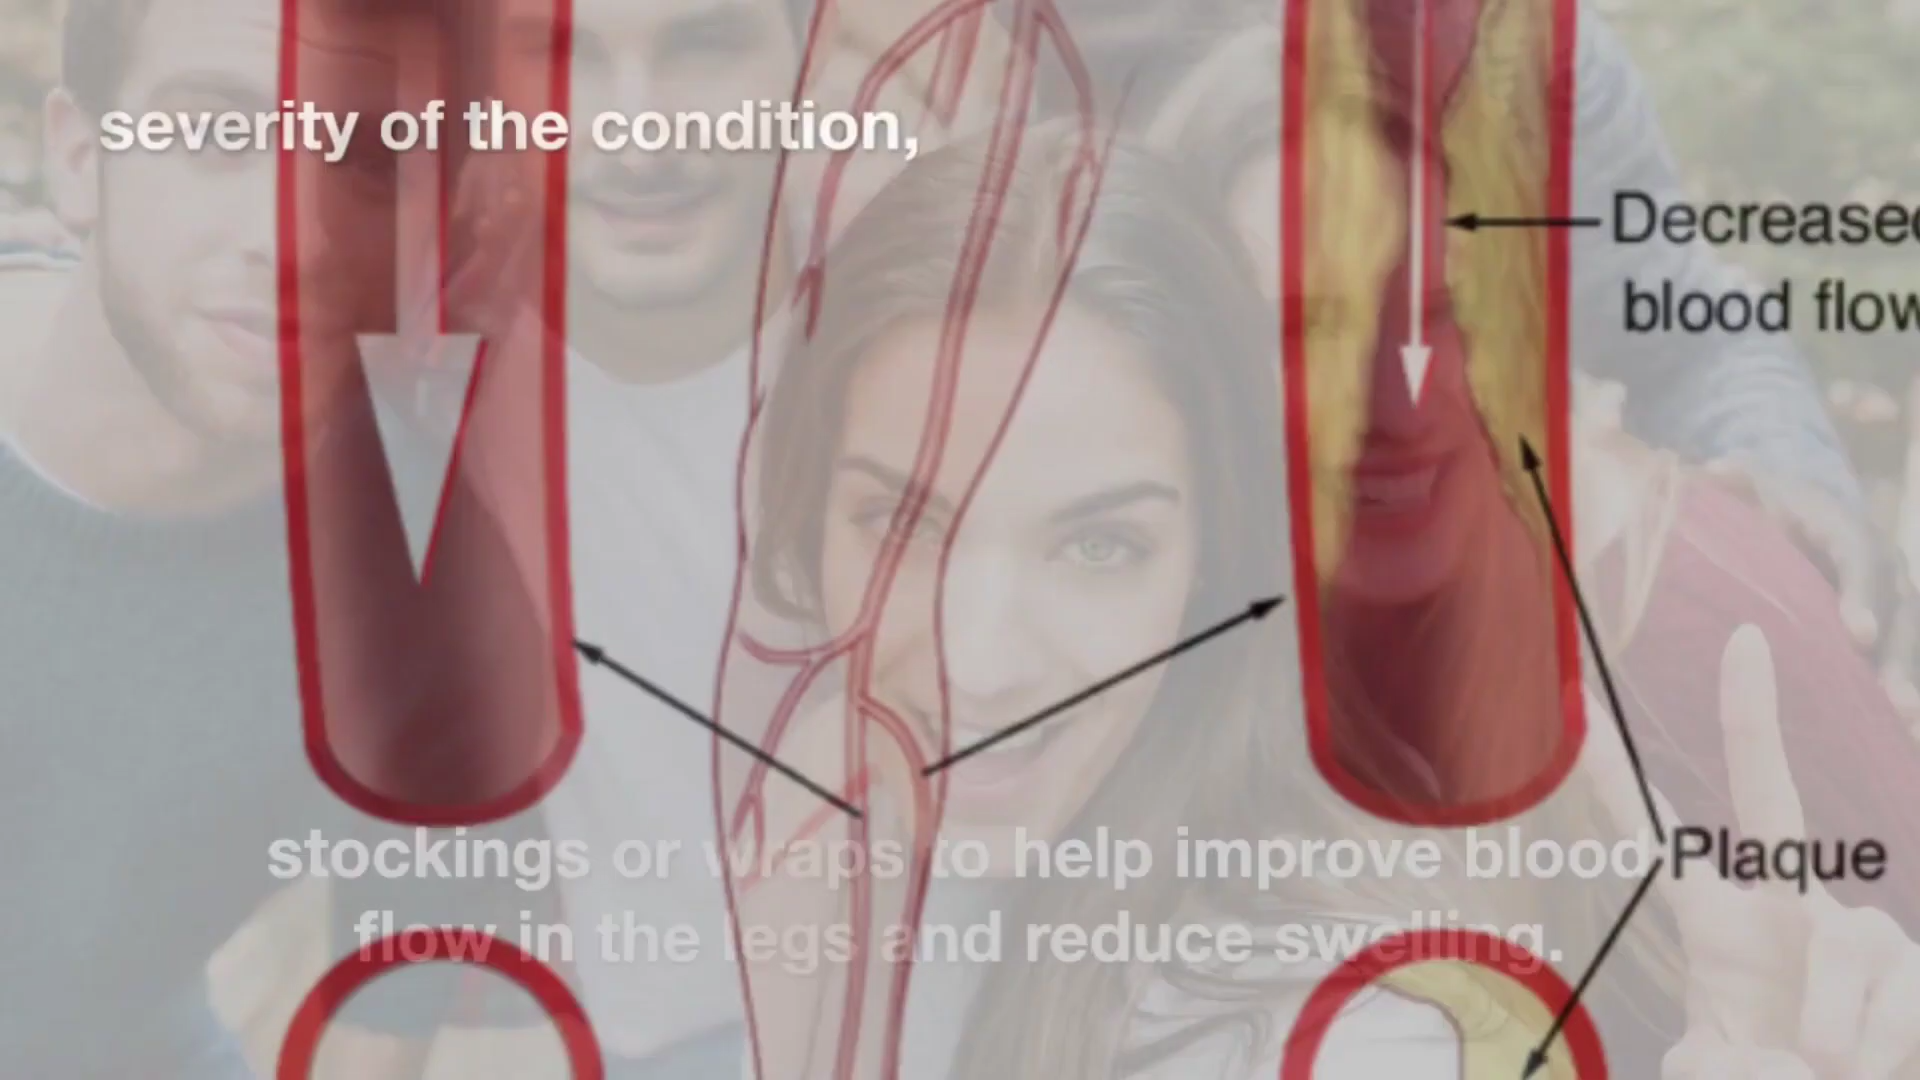 severity of the condition,
Decreased
blood flow
Plaque
stockings or wraps to help improve blood
flow in the legs and reduce swelling.